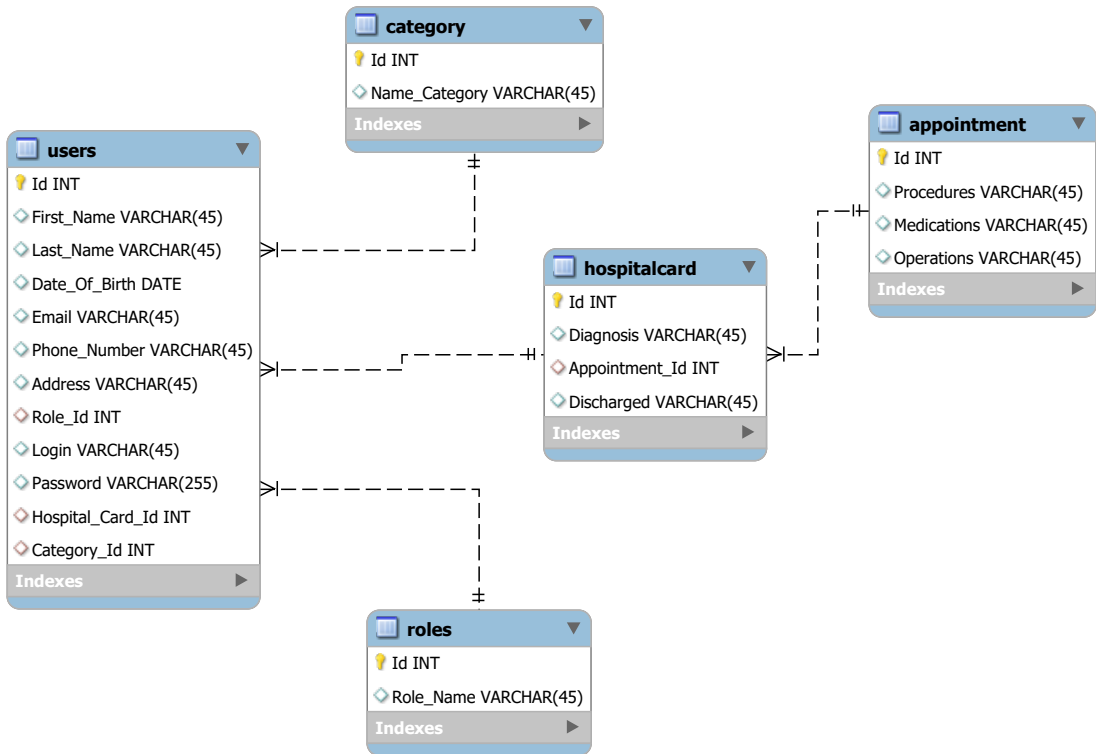 category
Id INT
Name_Category VARCHAR(45)
Indexes
users
Id INT
First_Name VARCHAR(45)
Last_Name VARCHAR(45)
Date_Of_Birth DATE
Email VARCHAR(45)
Phone_Number VARCHAR(45)
Address VARCHAR(45)
Role_Id INT
Login VARCHAR(45)
Password VARCHAR(255)
Hospital_Card_Id INT
Category_Id INT
Indexes
hospitalcard
Id INT
Diagnosis VARCHAR(45)
Appointment_Id INT
Discharged VARCHAR(45)
Indexes
appointment
Id INT
Procedures VARCHAR(45)
Medications VARCHAR(45)
Operations VARCHAR(45)
Indexes
roles
Id INT
Role_Name VARCHAR(45)
Indexes